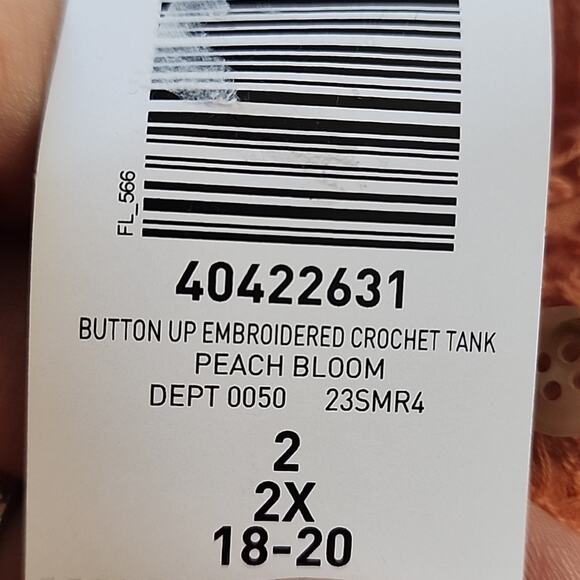 FL_566
40422631
BUTTON UP EMBROIDERED CROCHET TANK
PEACH BLOOM
DEPT 0050 23SMR4
2
2X
18-20